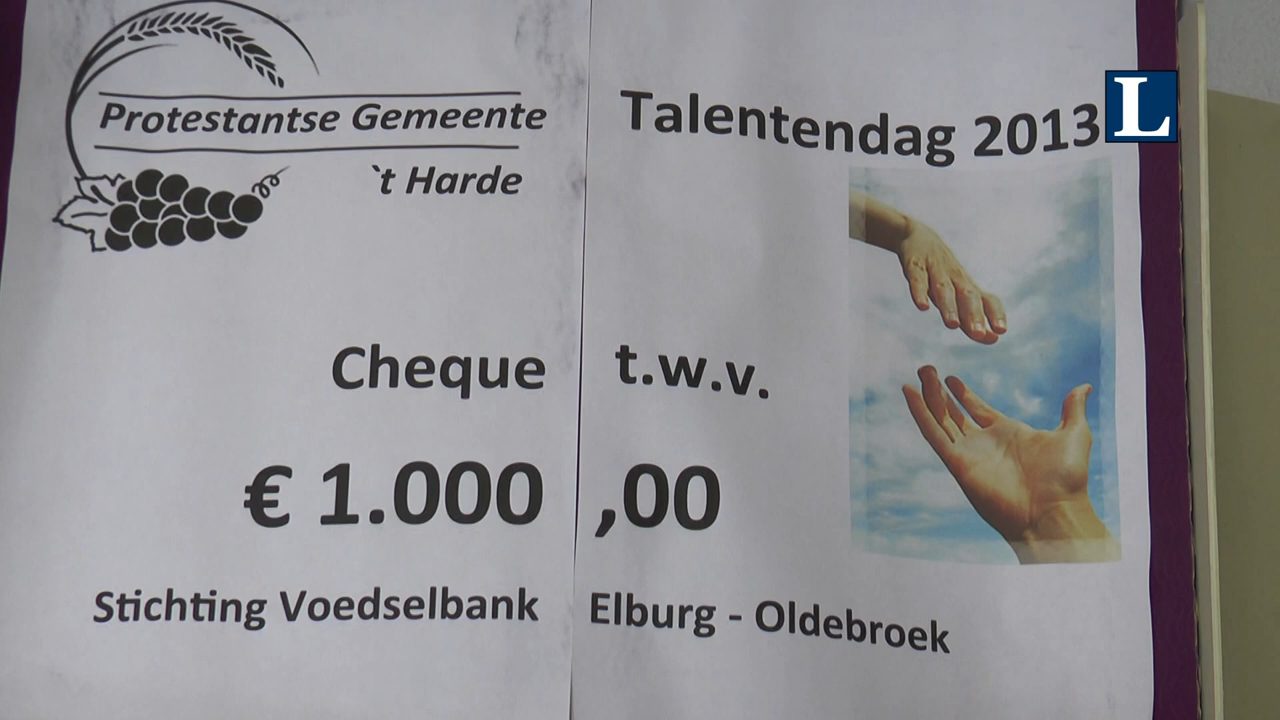 Protestantse Gemeente
`t Harde
Talentendag 2013
L
Cheque t.w.v.
€ 1.000,00
Stichting Voedselbank Elburg - Oldebroek